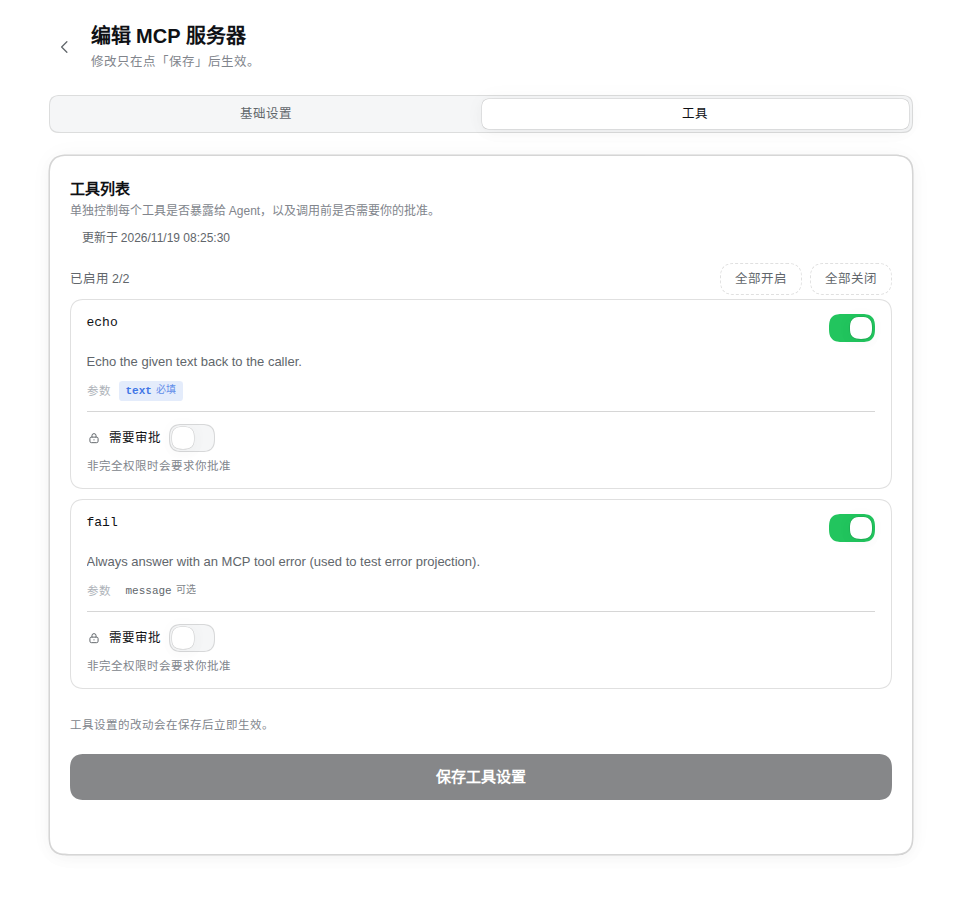 编辑 MCP 服务器
修改只在点「保存」后生效。
基础设置
工具
工具列表
单独控制每个工具是否暴露给 Agent，以及调用前是否需要你的批准。
更新于 2026/11/19 08:25:30
已启用 2/2
全部开启
全部关闭
echo
Echo the given text back to the caller.
参数 text 必填
需要审批
非完全权限时会要求你批准
fail
Always answer with an MCP tool error (used to test error projection).
参数 message 可选
需要审批
非完全权限时会要求你批准
工具设置的改动会在保存后立即生效。
保存工具设置